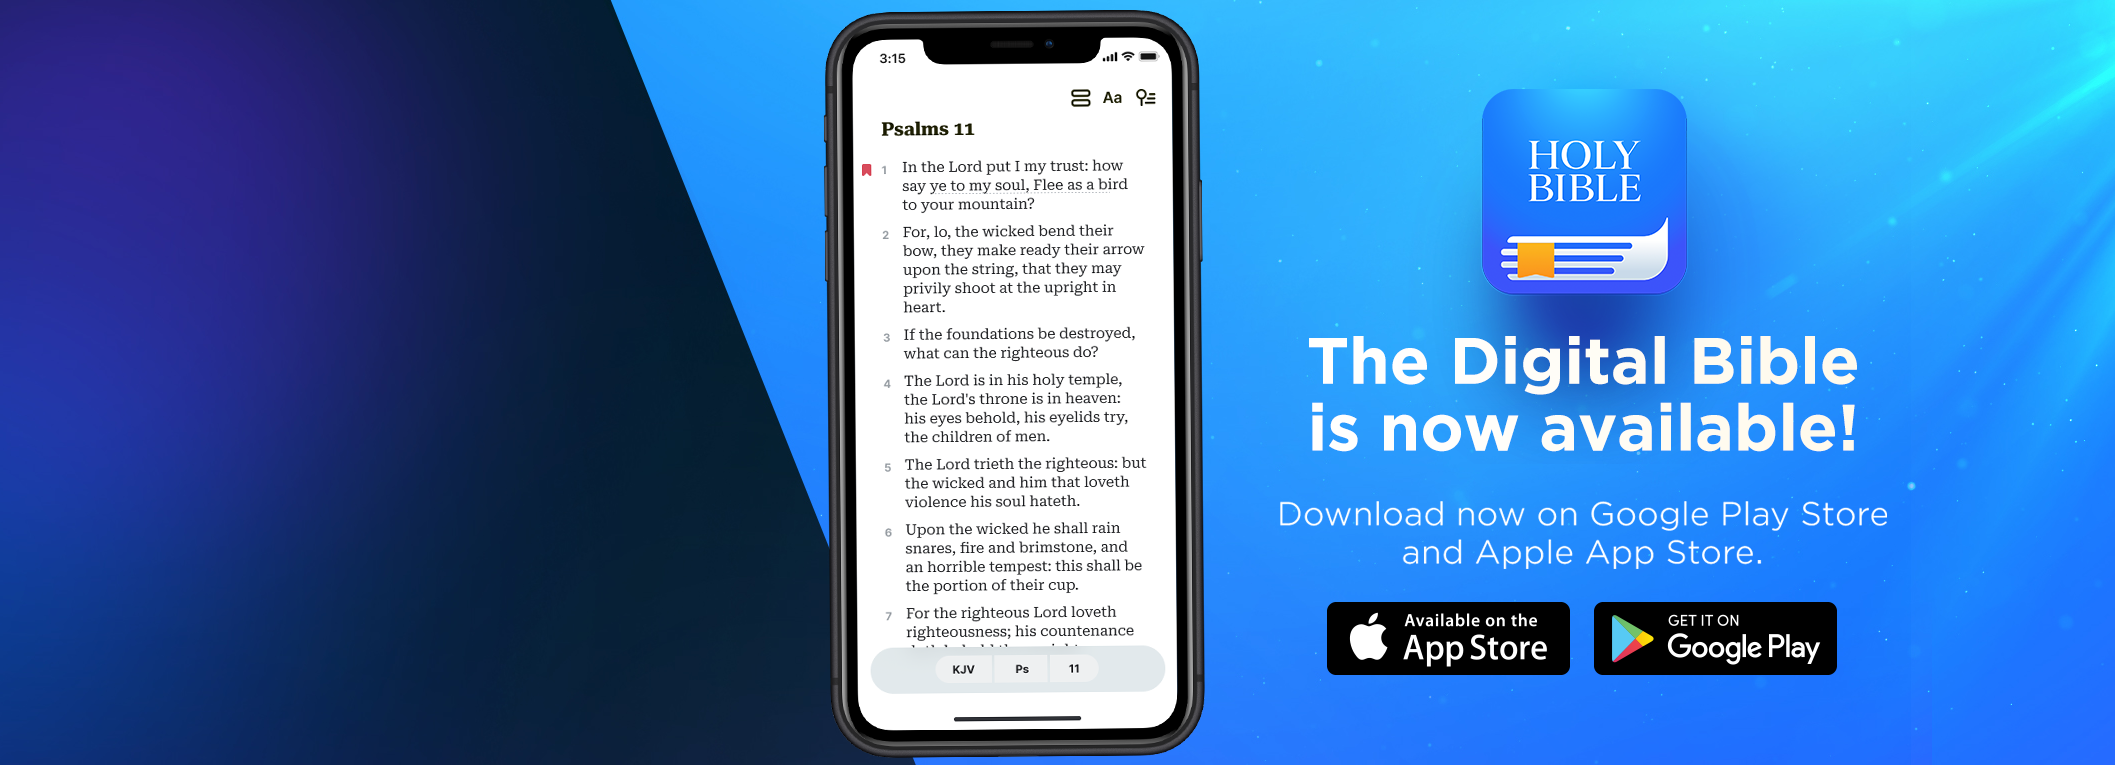 3:15
Aa
Psalms 11
1 In the Lord put I my trust: how
say ye to my soul, Flee as a bird
to your mountain?
2 For, lo, the wicked bend their
bow, they make ready their arrow
upon the string, that they may
privily shoot at the upright in
heart.
3 If the foundations be destroyed,
what can the righteous do?
4 The Lord is in his holy temple,
the Lord's throne is in heaven:
his eyes behold, his eyelids try,
the children of men.
5 The Lord trieth the righteous: but
the wicked and him that loveth
violence his soul hateth.
6 Upon the wicked he shall rain
snares, fire and brimstone, and
an horrible tempest: this shall be
the portion of their cup.
7 For the righteous Lord loveth
righteousness; his countenance
KJV Ps 11
HOLY
BIBLE
The Digital Bible
is now available!
Download now on Google Play Store
and Apple App Store.
Available on the
App Store
GET IT ON
Google Play